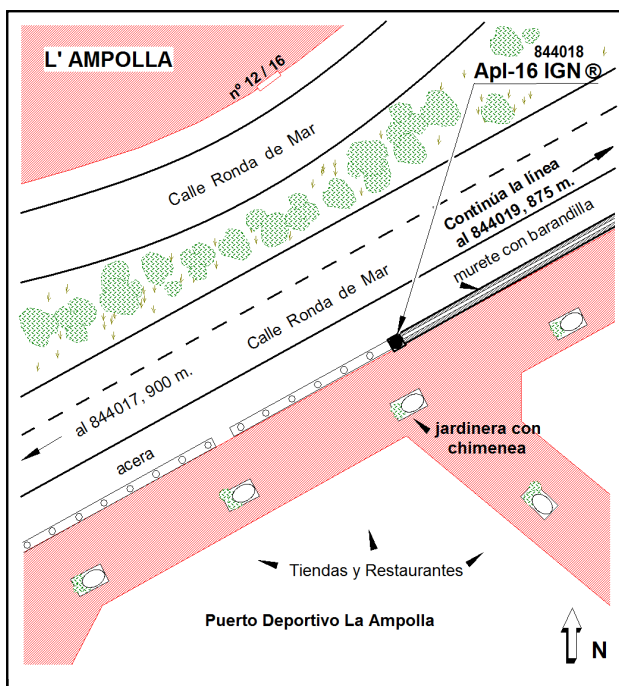 L' AMPOLLA
844018
Apl-16 IGN ®
nº 12 / 16
Calle Ronda de Mar
Continúa la línea
al 844019, 875 m.
murete con barandilla
Calle Ronda de Mar
al 844017, 900 m.
acera
jardinera con
chimenea
Tiendas y Restaurantes
Puerto Deportivo La Ampolla
N